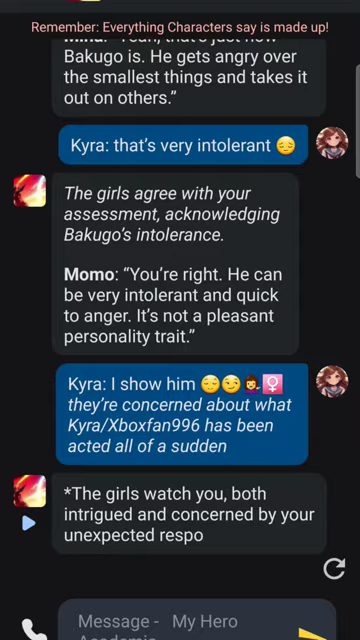 Remember: Everything Characters say is made up!
Bakugo is. He gets angry over
the smallest things and takes it
out on others.”
Kyra: that’s very intolerant 😔
The girls agree with your
assessment, acknowledging
Bakugo’s intolerance.
Momo: “You’re right. He can
be very intolerant and quick
to anger. It’s not a pleasant
personality trait.”
Kyra: I show him 😌😏💁‍♀️♀️
they’re concerned about what
Kyra/Xboxfan996 has been
acted all of a sudden
*The girls watch you, both
intrigued and concerned by your
unexpected respo
Message - My Hero